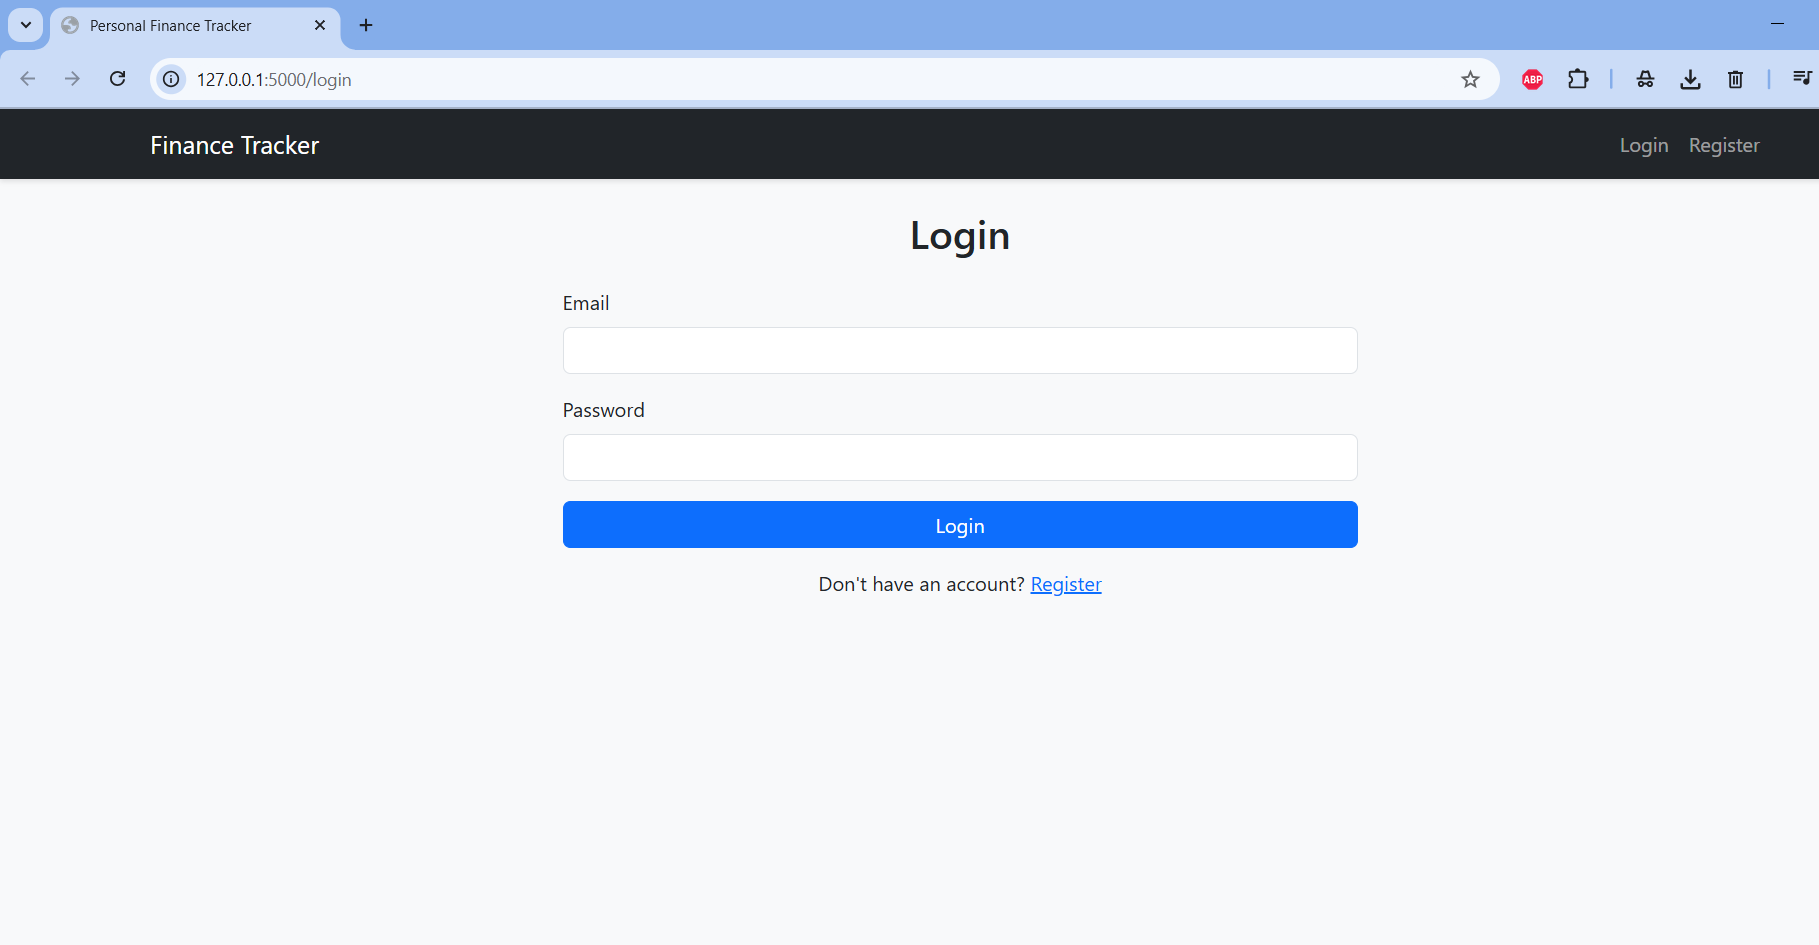 Personal Finance Tracker
127.0.0.1:5000/login
ABP
Finance Tracker
Login Register
Login
Email
Password
Login
Don't have an account? Register